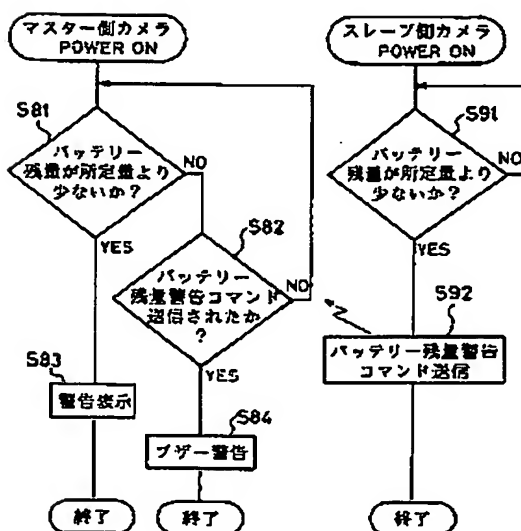 マスター側カメラ
POWER ON
S81
バッテリー
残量が所定量より
少ないか?
NO
YES
S82
バッテリー
残量警告コマンド
送信されたか
?
NO
YES
S83
警告表示
S84
ブザー警告
終了
終了
スレーブ側カメラ
POWER ON
S91
バッテリー
残量が所定量より
少ないか?
NO
YES
S92
バッテリー残量警告
コマンド送信
終了